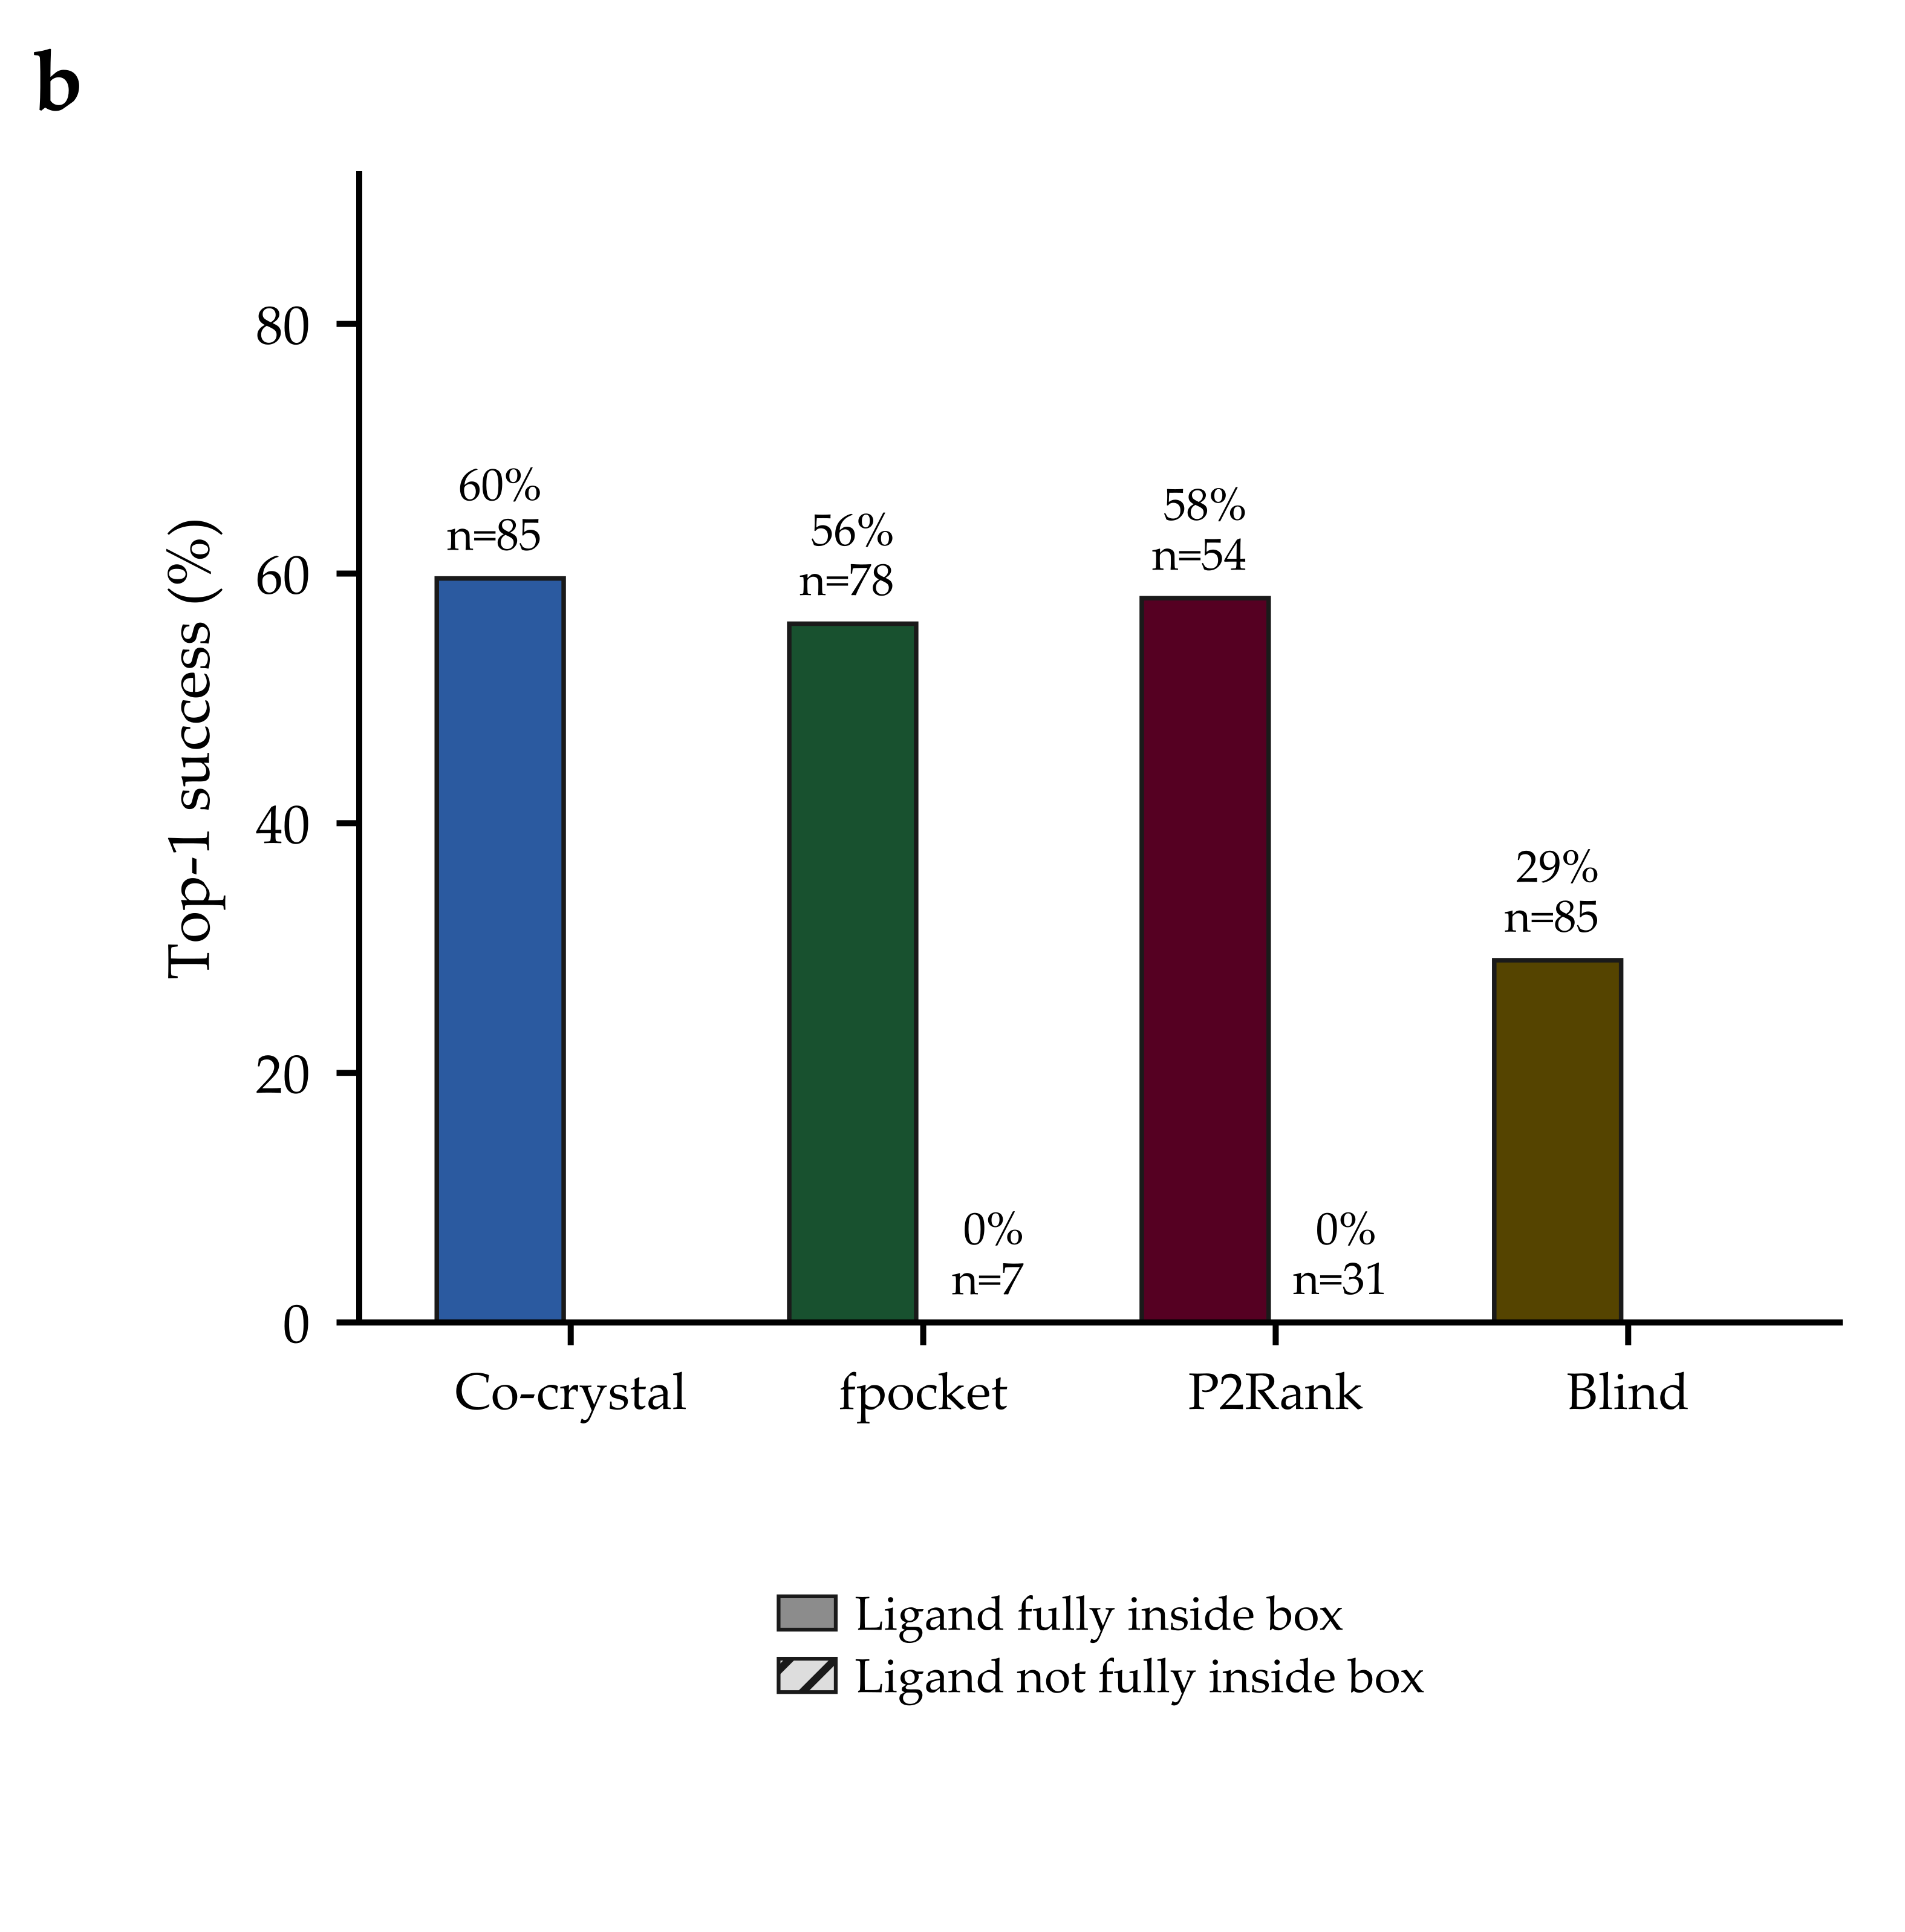 b
Top-1 success (%)
80
60
40
20
0
60%
n=85
56%
n=78
0%
n=7
58%
n=54
0%
n=31
29%
n=85
Co-crystal
fpocket
P2Rank
Blind
Ligand fully inside box
Ligand not fully inside box